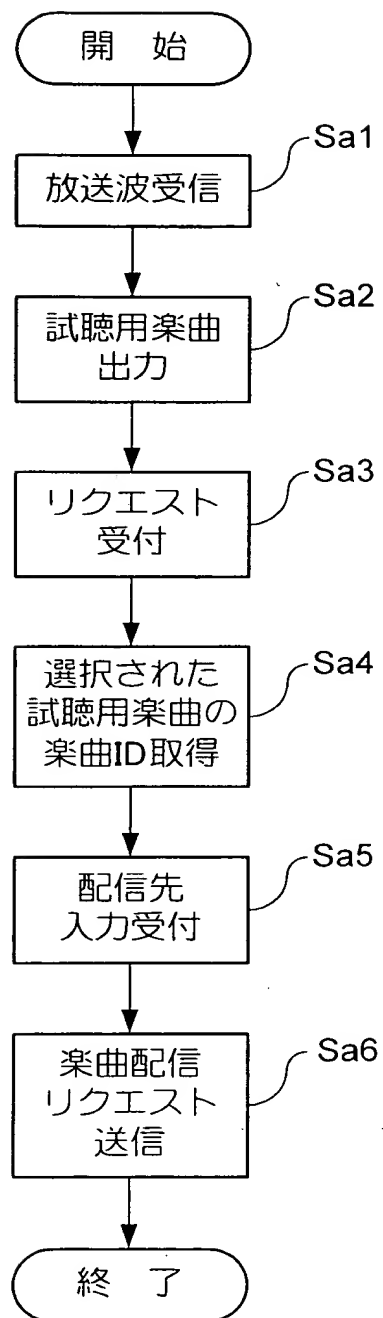 開 始
Sa1
放送波受信
Sa2
試聴用楽曲
出力
Sa3
リクエスト
受付
Sa4
選択された
試聴用楽曲の
楽曲ID取得
Sa5
配信先
入力受付
Sa6
楽曲配信
リクエスト
送信
終 了